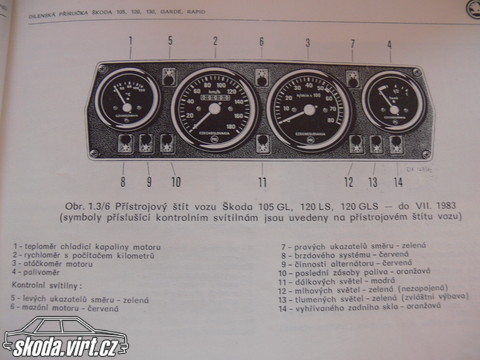 DÍLENSKÁ PŘÍRUČKA ŠKODA 105, 120, 130, GARDE, RAPID
1 5 2 6 3 7 4
km/h
CZECHOSLOVAKIA
8 9 10 11 12 13 14
Obr. 1.3/6 Přístrojový štít vozu Škoda 105 GL, 120 LS, 120 GLS — do VII. 1983
(symboly příslušící kontrolním svítilnám jsou uvedeny na přístrojovém štítu vozu)
1 - teploměr chladicí kapaliny motoru
2 - rychloměr s počítačem kilometrů
3 - otáčkoměr motoru
4 - palivoměr
Kontrolní svítilny :
5 - levých ukazatelů směru - zelená
6 - mazání motoru - červená
7 - pravých ukazatelů směru - zelená
8 - brzdového systému - červená
9 - činnosti alternátoru - červená
10 - poslední zásoby paliva - oranžová
11 - dálkových světel - modrá
12 - mlhových světel - zelená (nezapojená)
13 - tlumených světel - zelená (zvláštní výbava)
14 - vyhřívaného zadního skla - oranžová
www.
skoda.virt.cz